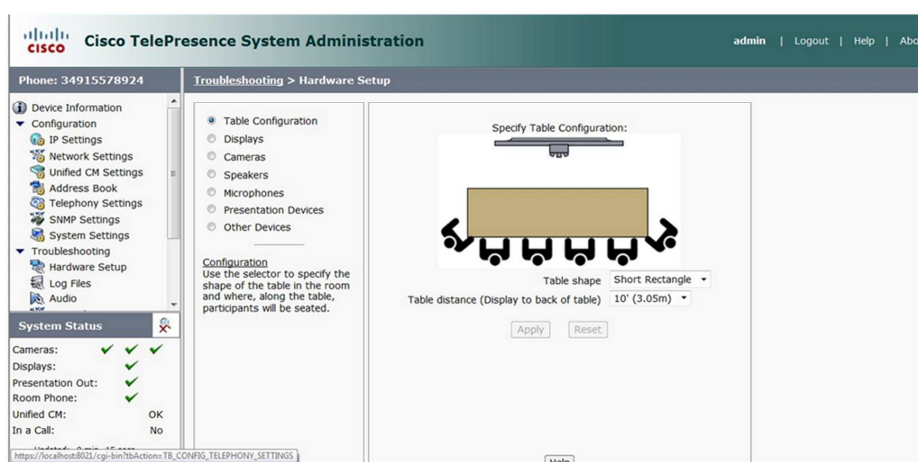 CISCO
Cisco TelePresence System Administration
admin | Logout | Help | Abo
Phone: 34915578924
Troubleshooting > Hardware Setup
Device Information
Configuration
IP Settings
Network Settings
Unified CM Settings
Address Book
Telephony Settings
SNMP Settings
System Settings
Troubleshooting
Hardware Setup
Log Files
Audio
System Status
Cameras:
Displays:
Presentation Out:
Room Phone:
Unified CM: OK
In a Call: No
https://localhost:8021/cgi-bin?tbAction=TB_CONFIG_TELEPHONY_SETTINGS
Table Configuration
Displays
Cameras
Speakers
Microphones
Presentation Devices
Other Devices
Configuration
Use the selector to specify the
shape of the table in the room
and where, along the table,
participants will be seated.
Specify Table Configuration:
Table shape Short Rectangle
Table distance (Display to back of table) 10' (3.05m)
Apply Reset
Help